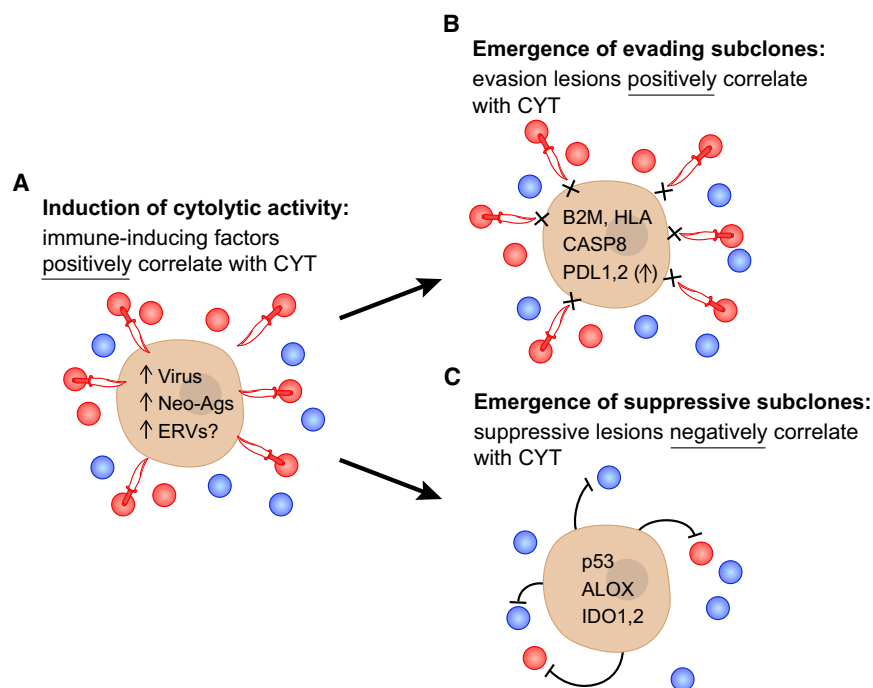 A
Induction of cytolytic activity:
immune-inducing factors
positively correlate with CYT
↑ Virus
↑ Neo-Ags
↑ ERVs?
B
Emergence of evading subclones:
evasion lesions positively correlate
with CYT
B2M, HLA
CASP8
PDL1,2 (↑)
C
Emergence of suppressive subclones:
suppressive lesions negatively correlate
with CYT
p53
ALOX
IDO1,2